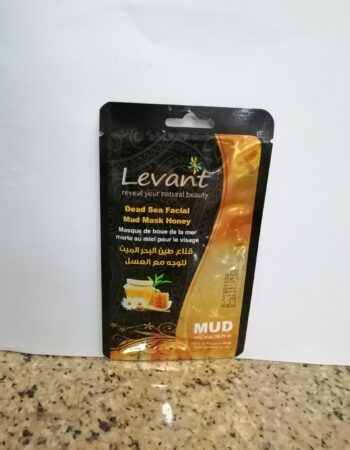 Levant
reveal your natural beauty
Dead Sea Facial
Mud Mask Honey
Masque de boue de la mer
morte au miel pour le visage
قناع طين البحر الميت
للوجه مع العسل
MUD